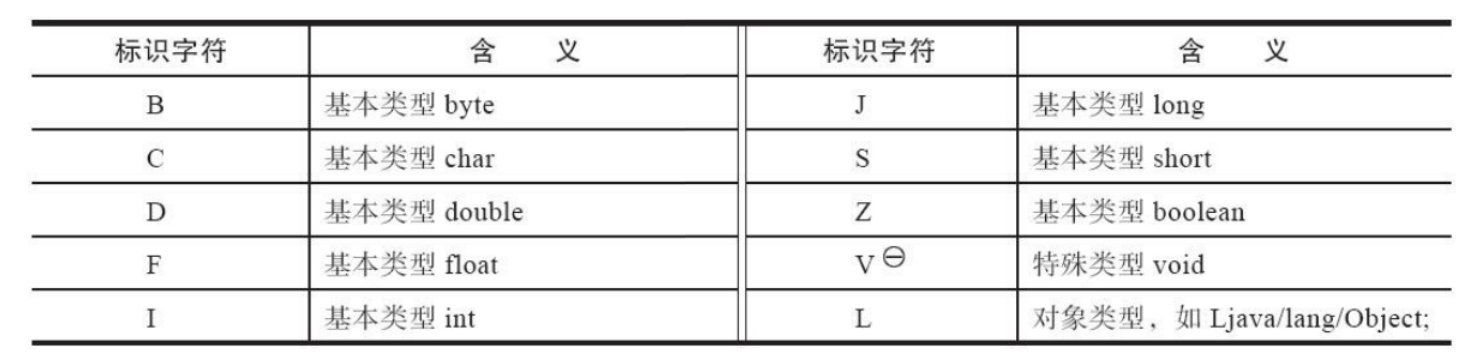 标识字符 含 义 标识字符 含 义
B 基本类型 byte J 基本类型 long
C 基本类型 char S 基本类型 short
D 基本类型 double Z 基本类型 boolean
F 基本类型 float V⊖ 特殊类型 void
I 基本类型 int L 对象类型，如 Ljava/lang/Object;